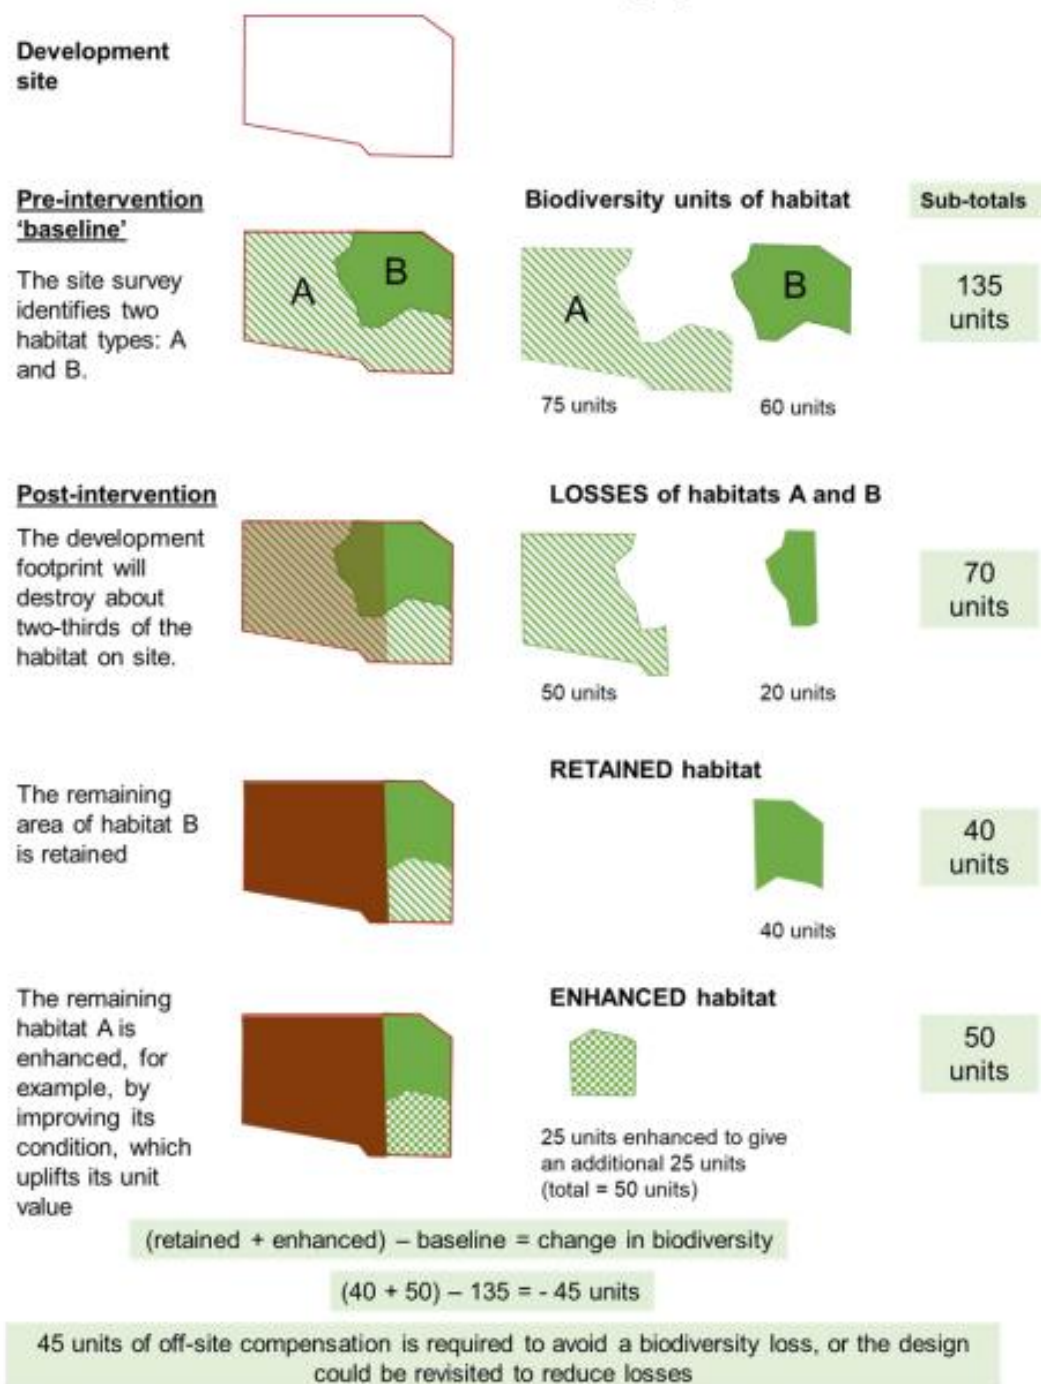 Development
site
Pre-intervention
‘baseline’
The site survey
identifies two
habitat types: A
and B.
A
B
Biodiversity units of habitat
A
75 units
B
60 units
Sub-totals
135
units
Post-intervention
The development
footprint will
destroy about
two-thirds of the
habitat on site.
LOSSES of habitats A and B
50 units
20 units
70
units
The remaining
area of habitat B
is retained
RETAINED habitat
40 units
40
units
The remaining
habitat A is
enhanced, for
example, by
improving its
condition, which
uplifts its unit
value
ENHANCED habitat
25 units enhanced to give
an additional 25 units
(total = 50 units)
50
units
(retained + enhanced) – baseline = change in biodiversity
(40 + 50) – 135 = - 45 units
45 units of off-site compensation is required to avoid a biodiversity loss, or the design
could be revisited to reduce losses